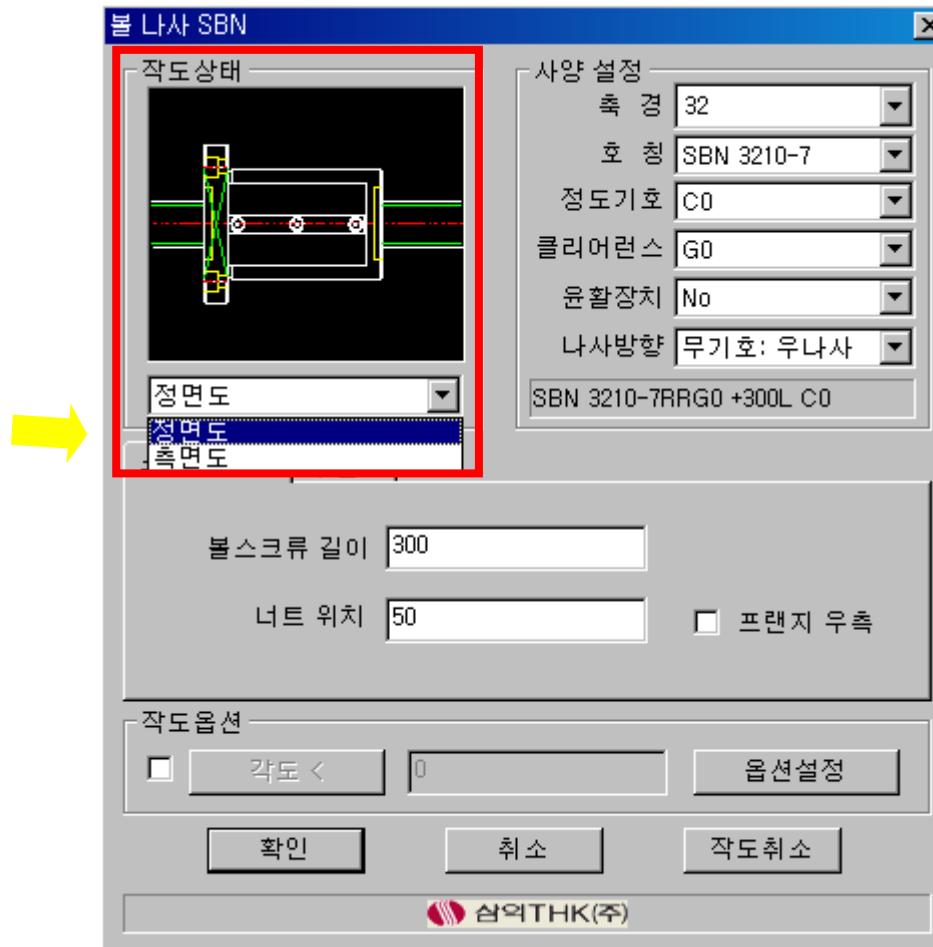 볼 나사 SBN
작도상태
정면도
정면도
측면도
사양 설정
축 경 32
호 칭 SBN 3210-7
정도기호 C0
클리어런스 G0
윤활장치 No
나사방향 무기호: 우나사
SBN 3210-7RRG0 +300L C0
볼스크류 길이 300
너트 위치 50
프랜지 우측
작도옵션
각도 < 0 옵션설정
확인 취소 작도취소
삼익THK(주)